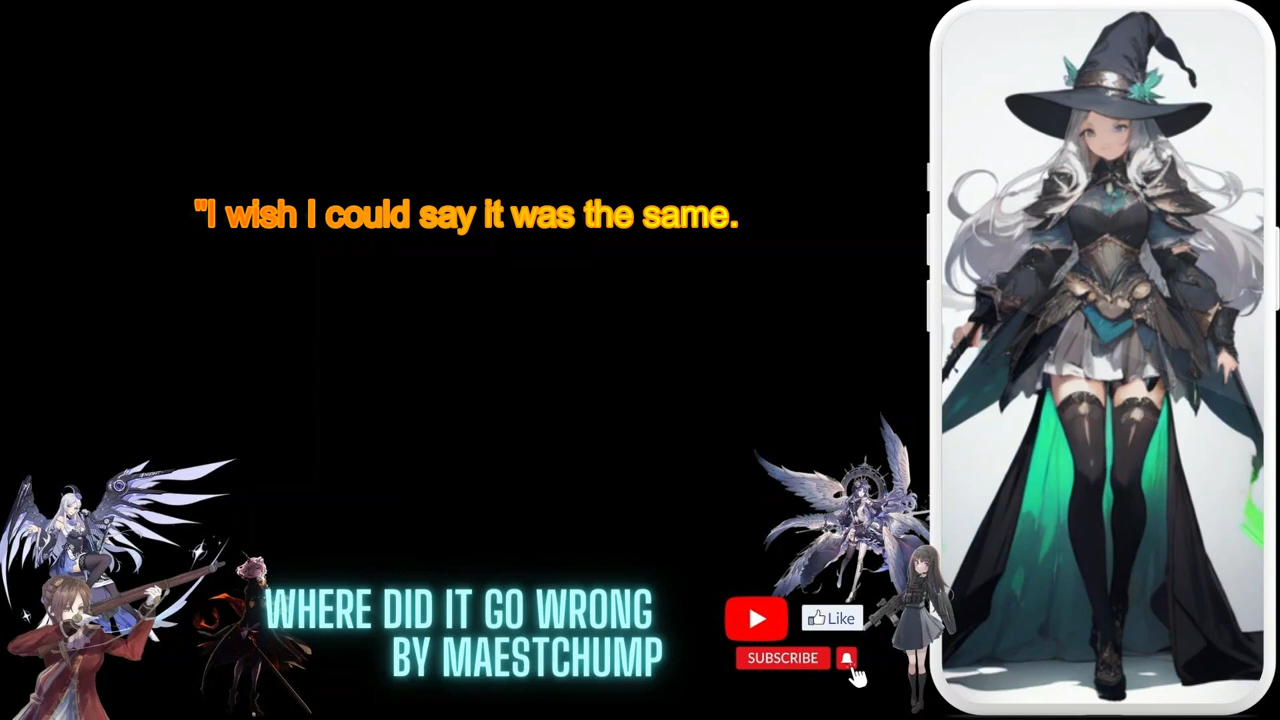 "I wish I could say it was the same.
WHERE DID IT GO WRONG
BY MAESTCHUMP
Like
SUBSCRIBE